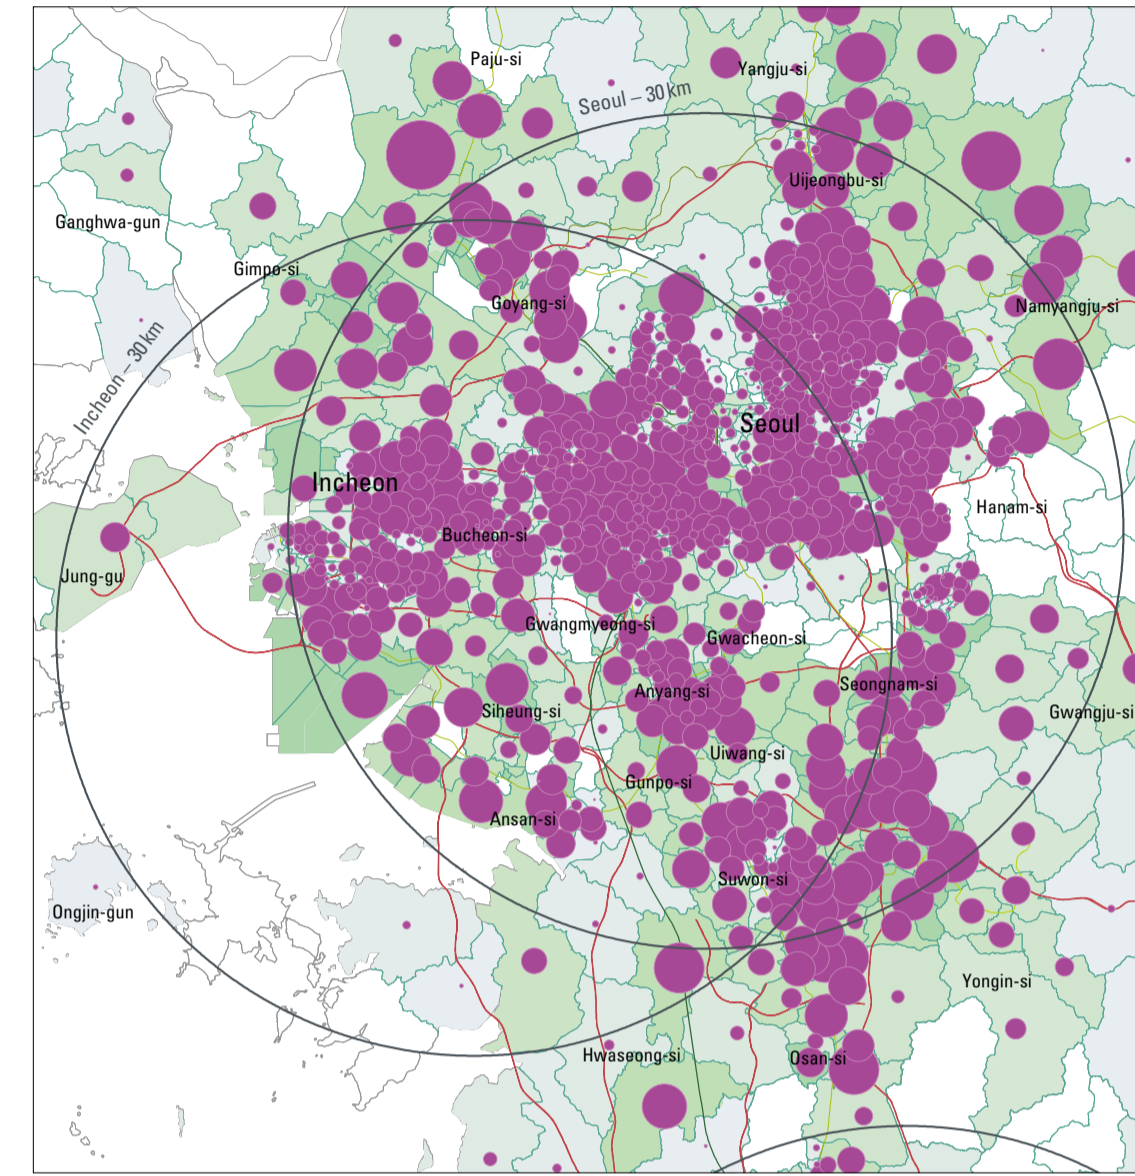 Paju-si
Yangju-si
Seoul – 30 km
Uijeongbu-si
Ganghwa-gun
Gimpo-si
Goyang-si
Namyangju-si
Incheon – 30 km
Seoul
Incheon
Hanam-si
Bucheon-si
Jung-gu
Gwangmyeong-si
Gwacheon-si
Anyang-si
Seongnam-si
Siheung-si
Gwangju-si
Uiwang-si
Gunpo-si
Ansan-si
Suwon-si
Ongjin-gun
Yongin-si
Hwaseong-si
Osan-si